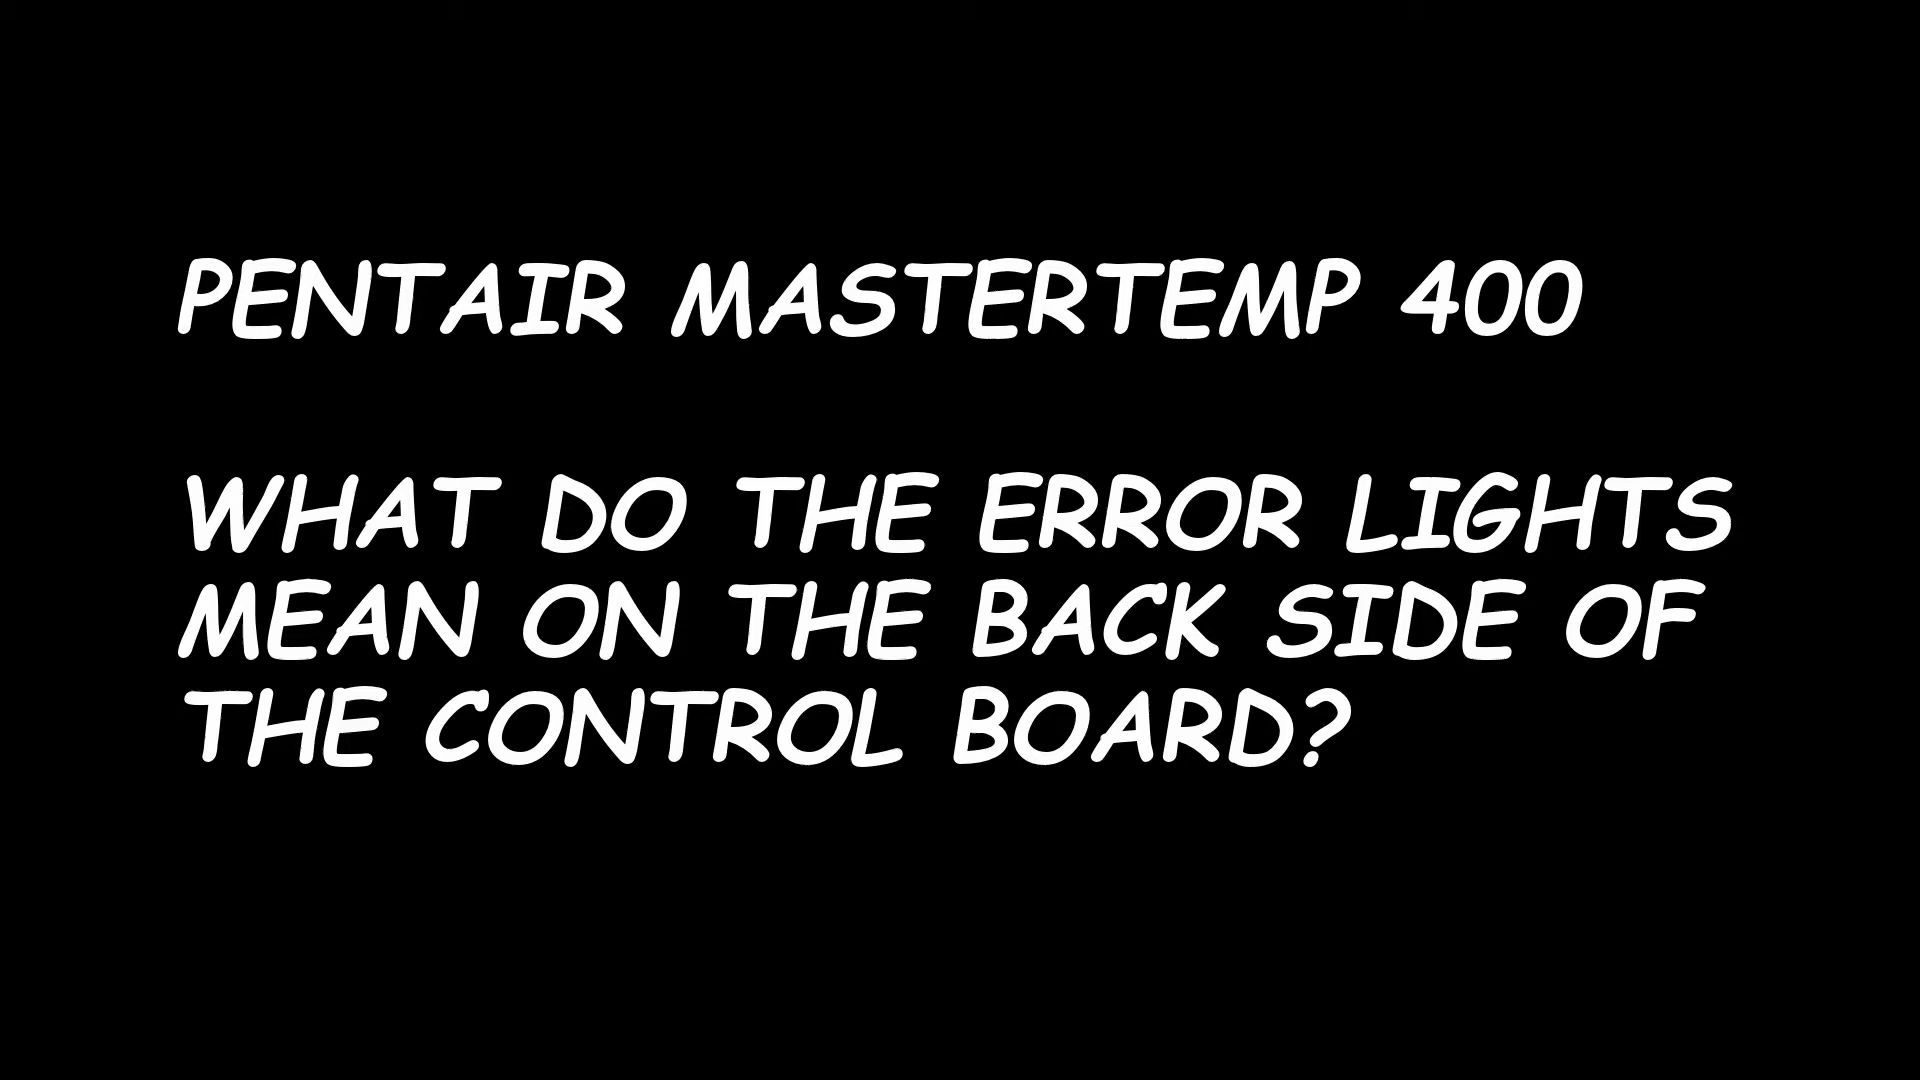 PENTAIR MASTERTEMP 400
WHAT DO THE ERROR LIGHTS
MEAN ON THE BACK SIDE OF
THE CONTROL BOARD?